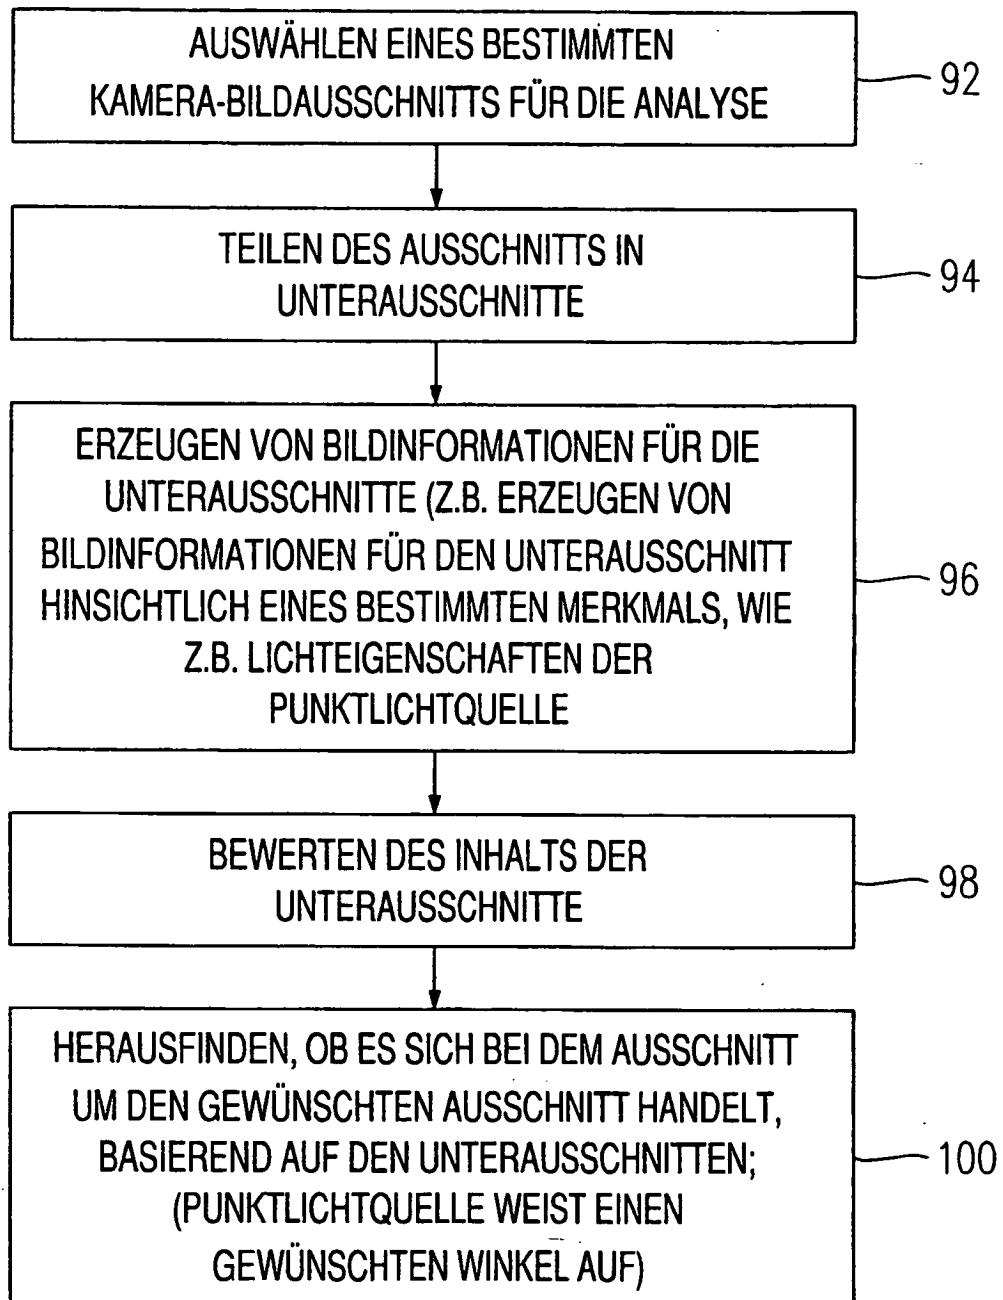 AUSWÄHLEN EINES BESTIMMTEN
KAMERA-BILDAUSSCHNITTS FÜR DIE ANALYSE
92
TEILEN DES AUSSCHNITTS IN
UNTERAUSSCHNITTE
94
ERZEUGEN VON BILDINFORMATIONEN FÜR DIE
UNTERAUSSCHNITTE (Z.B. ERZEUGEN VON
BILDINFORMATIONEN FÜR DEN UNTERAUSSCHNITT
HINSICHTLICH EINES BESTIMMTEN MERKMALS, WIE
Z.B. LICHTEIGENSCHAFTEN DER
PUNKTLICHTQUELLE
96
BEWERTEN DES INHALTS DER
UNTERAUSSCHNITTE
98
HERAUSFINDEN, OB ES SICH BEI DEM AUSSCHNITT
UM DEN GEWÜNSCHTEN AUSSCHNITT HANDELT,
BASIEREND AUF DEN UNTERAUSSCHNITTEN;
(PUNKTLICHTQUELLE WEIST EINEN
GEWÜNSCHTEN WINKEL AUF)
100